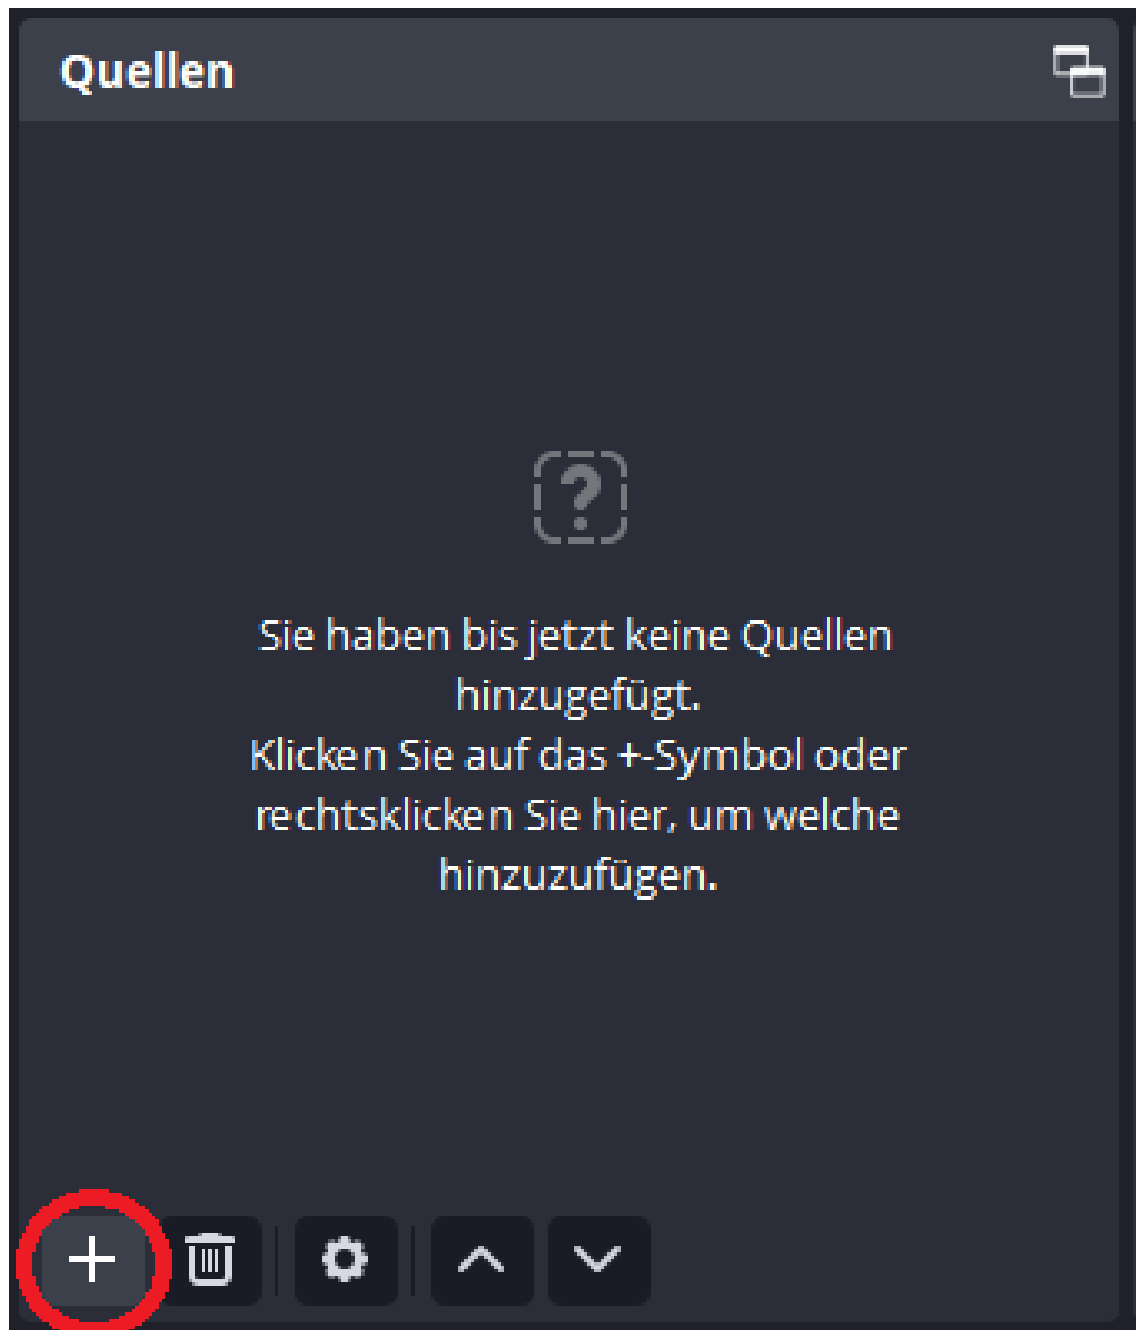 Quellen
Sie haben bis jetzt keine Quellen
hinzugefügt.
Klicken Sie auf das +-Symbol oder
rechtsklicken Sie hier, um welche
hinzuzufügen.